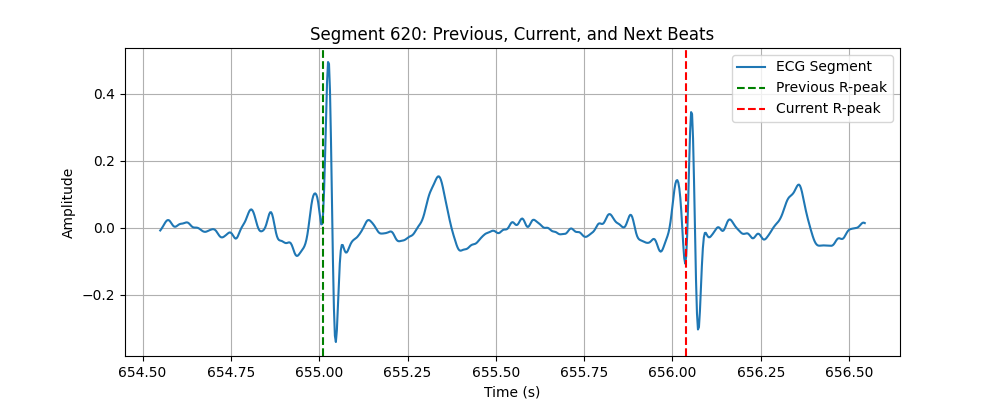 Segment 620: Previous, Current, and Next Beats
ECG Segment
Previous R-peak
Current R-peak
Amplitude
0.4
0.2
0.0
−0.2
654.50 654.75 655.00 655.25 655.50 655.75 656.00 656.25 656.50
Time (s)